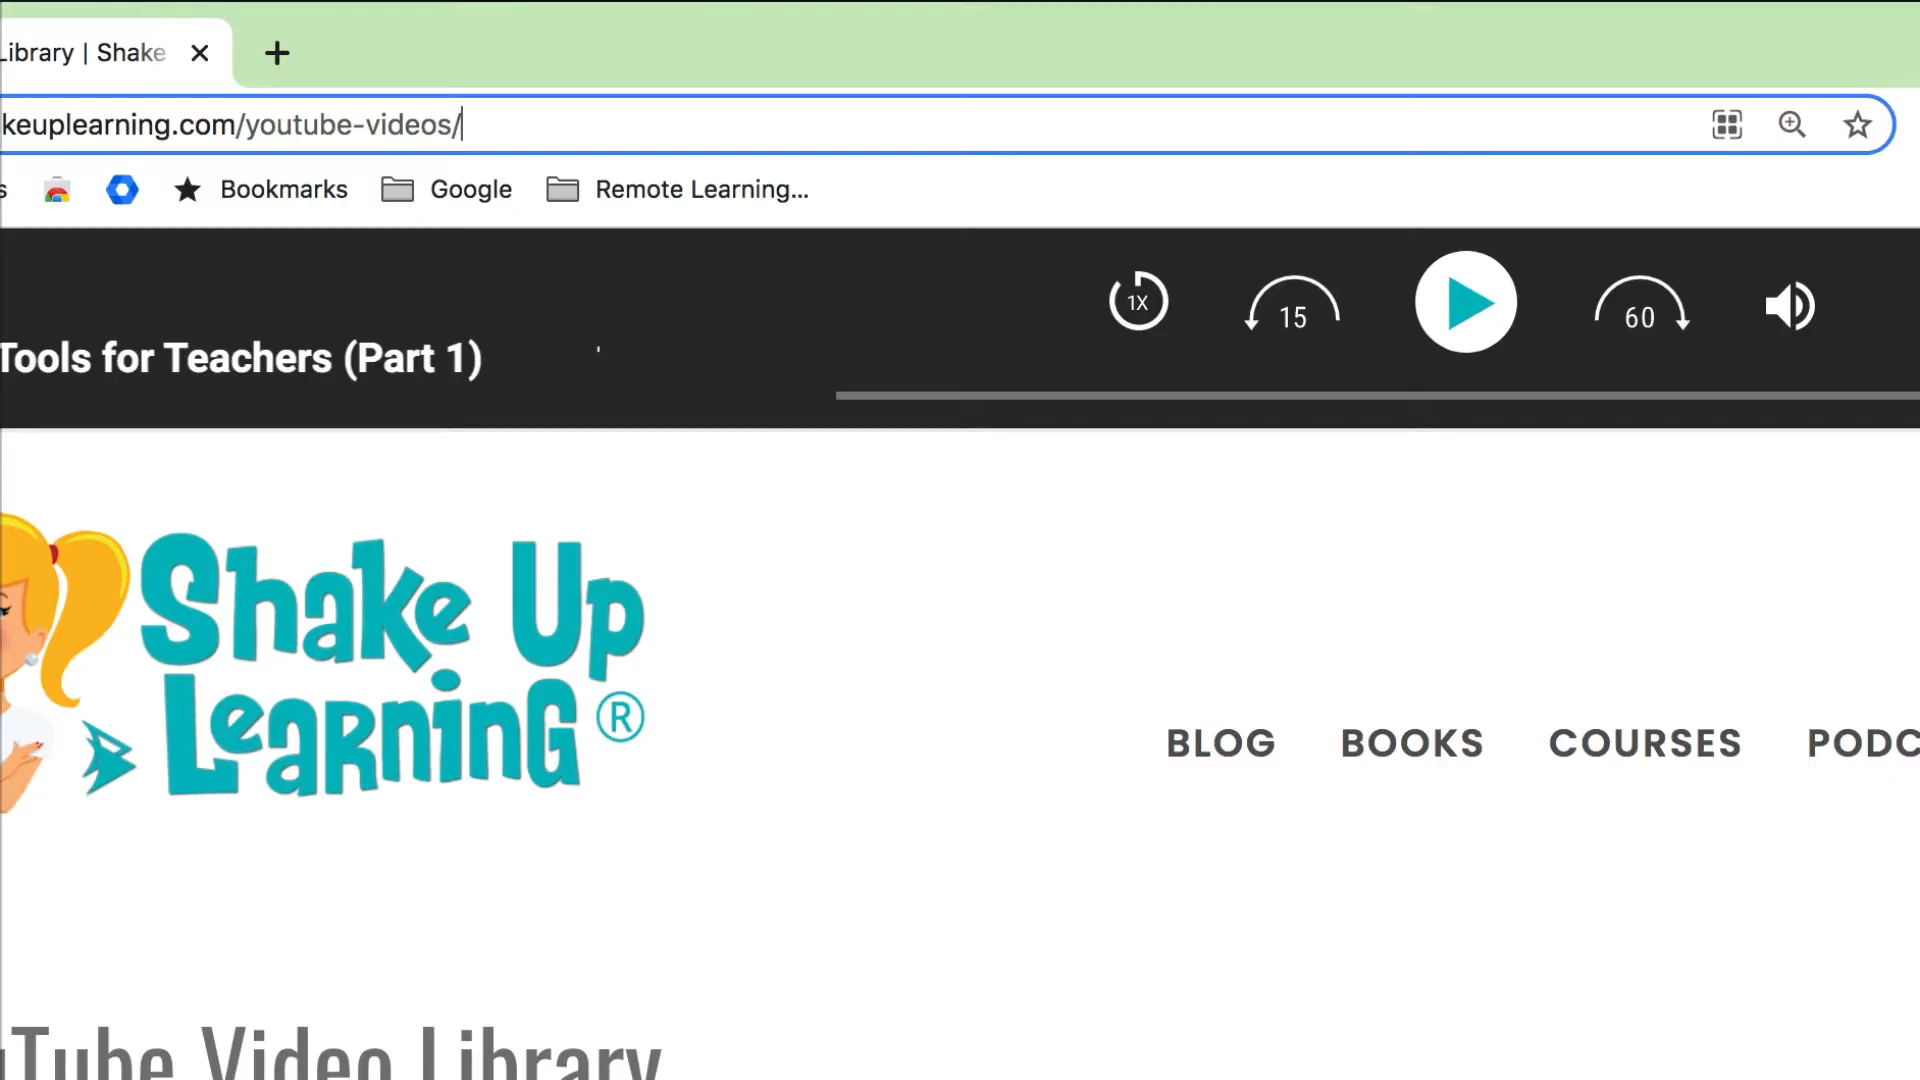 Library | Shake
keuplearning.com/youtube-videos/
s Bookmarks Google Remote Learning...
1X 15 60
Tools for Teachers (Part 1)
Shake Up
Learning®
BLOG BOOKS COURSES PODC
uTube Video Library